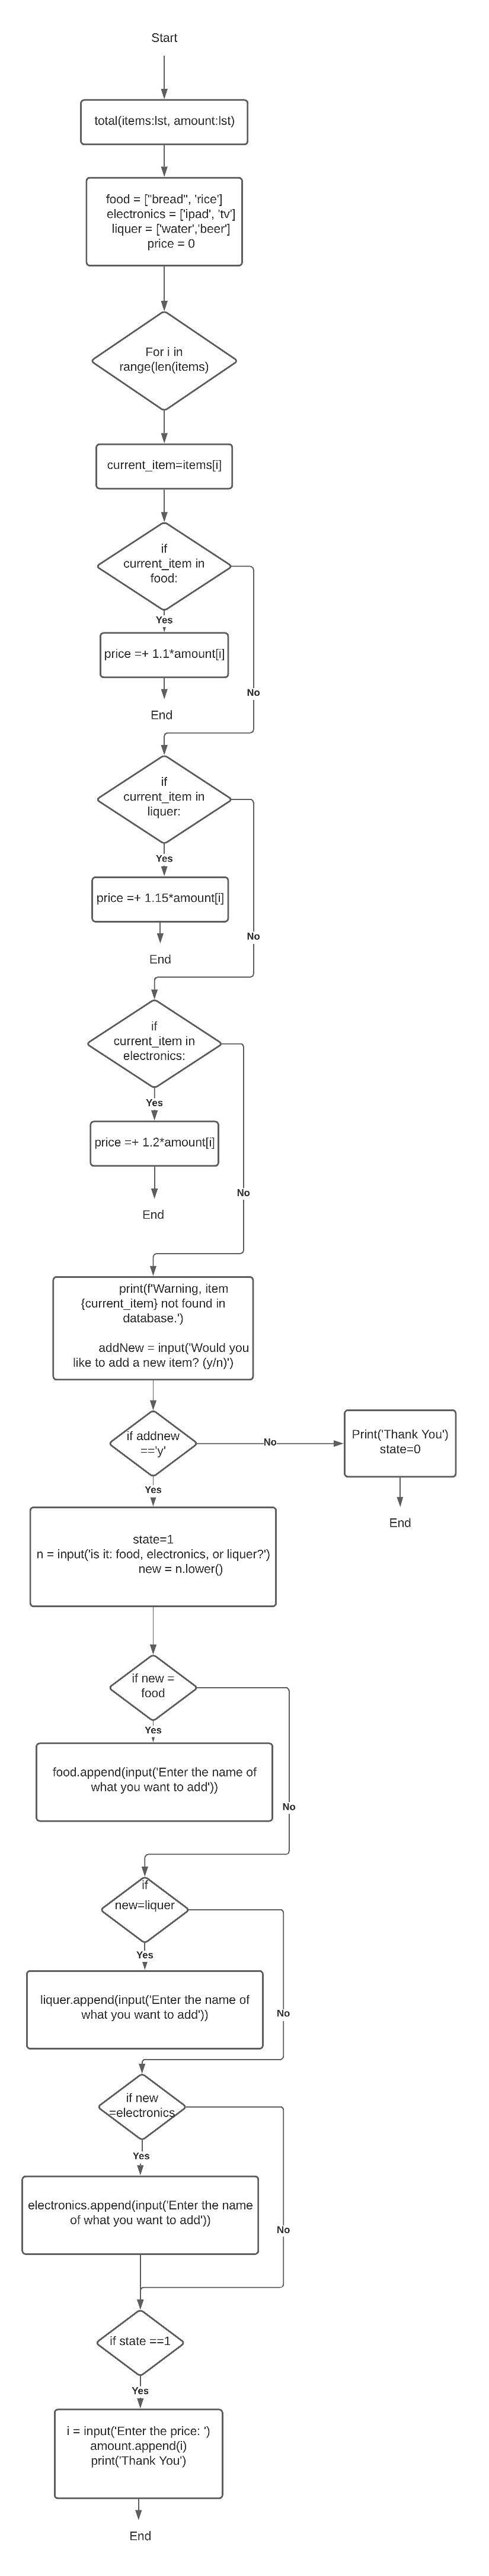 Start
total(items:lst, amount:lst)
food = ["bread", 'rice']
electronics = ['ipad', 'tv']
liquer = ['water','beer']
price = 0
For i in
range(len(items)
current_item=items[i]
if
current_item in
food:
Yes
price =+ 1.1*amount[i]
No
End
if
current_item in
liquer:
Yes
price =+ 1.15*amount[i]
No
End
if
current_item in
electronics:
Yes
price =+ 1.2*amount[i]
No
End
print(f'Warning, item
{current_item} not found in
database.')
addNew = input('Would you
like to add a new item? (y/n)')
if addnew
=='y'
No
Print('Thank You')
state=0
End
Yes
state=1
n = input('is it: food, electronics, or liquer?')
new = n.lower()
if new =
food
Yes
food.append(input('Enter the name of
what you want to add'))
No
if
new=liquer
Yes
liquer.append(input('Enter the name of
what you want to add'))
No
if new
=electronics
Yes
electronics.append(input('Enter the name
of what you want to add'))
No
if state ==1
Yes
i = input('Enter the price: ')
amount.append(i)
print('Thank You')
End